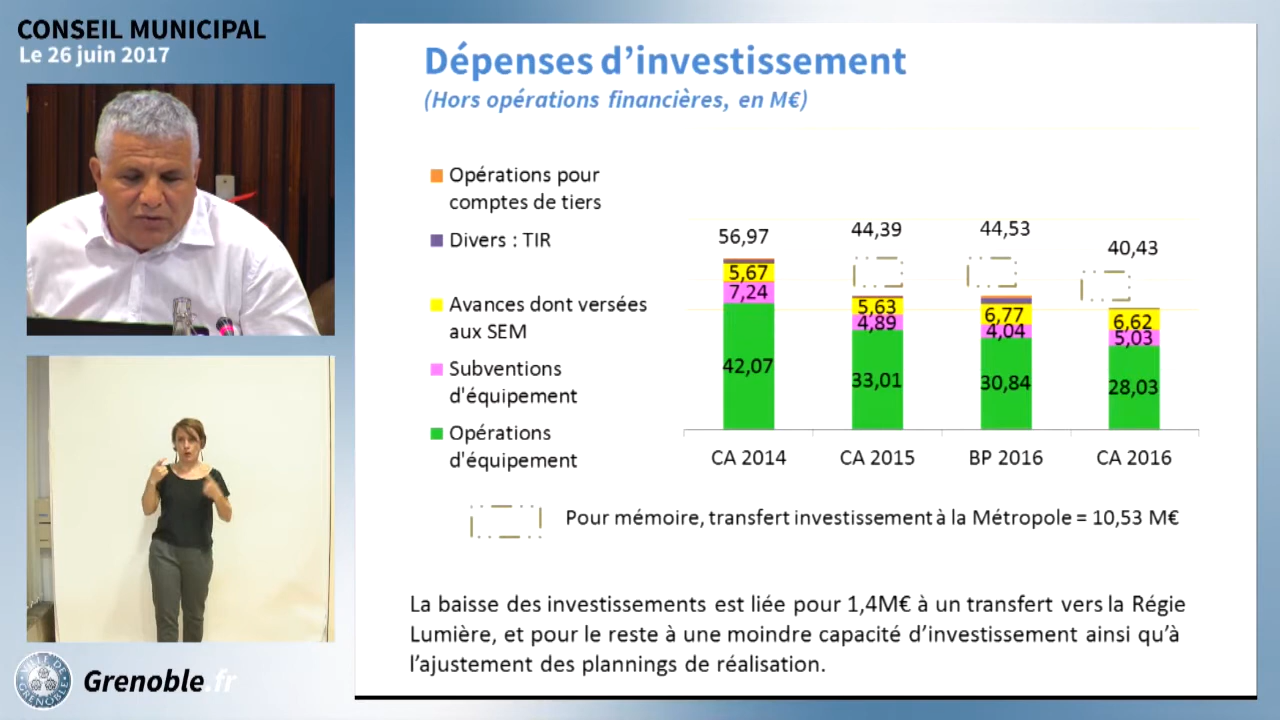 CONSEIL MUNICIPAL
Le 26 juin 2017
Dépenses d’investissement
(Hors opérations financières, en M€)
Opérations pour
comptes de tiers
Divers : TIR
Avances dont versées
aux SEM
Subventions
d'équipement
Opérations
d'équipement
56,97
44,39
44,53
40,43
5,67
5,63
6,77
6,62
7,24
4,89
4,04
5,03
42,07
33,01
30,84
28,03
CA 2014
CA 2015
BP 2016
CA 2016
Pour mémoire, transfert investissement à la Métropole = 10,53 M€
La baisse des investissements est liée pour 1,4M€ à un transfert vers la Régie
Lumière, et pour le reste à une moindre capacité d’investissement ainsi qu’à
l’ajustement des plannings de réalisation.
VILLE DE GRENOBLE
Grenoble.fr